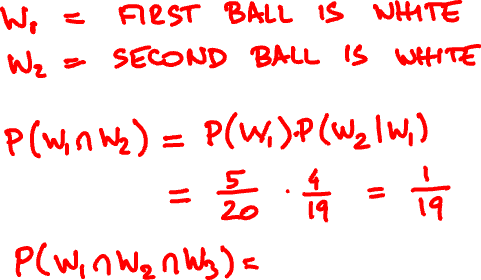 W₁ = FIRST BALL IS WHITE
W₂ = SECOND BALL IS WHITE
P(W₁∩W₂) = P(W₁)·P(W₂|W₁)
= 5/20 · 4/19 = 1/19
P(W₁∩W₂∩W₃) =